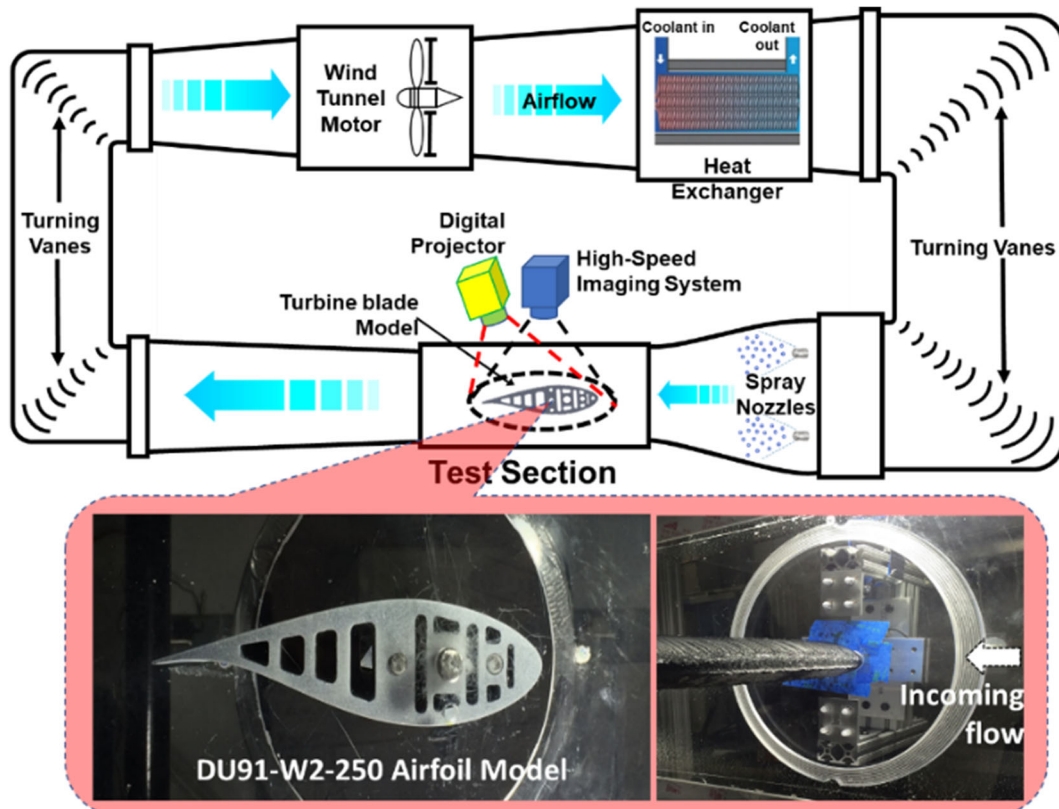 Coolant in
Coolant
out
Wind
Tunnel
Motor
Airflow
Heat
Exchanger
Turning
Vanes
Turning Vanes
Digital
Projector
High-Speed
Imaging System
Turbine blade
Model
Spray
Nozzles
Test Section
DU91-W2-250 Airfoil Model
Incoming
flow